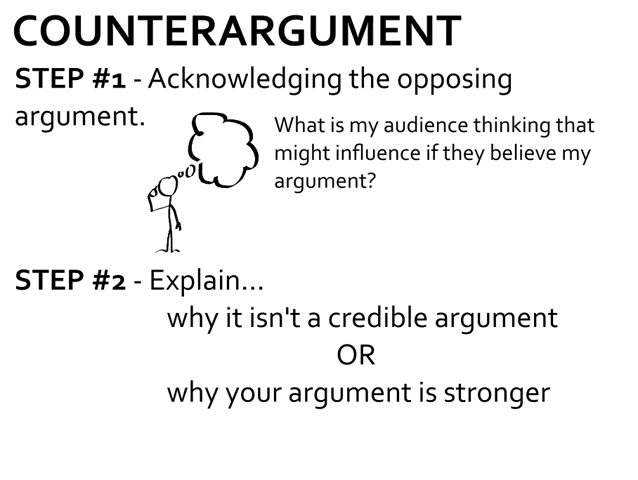 COUNTERARGUMENT
STEP #1 - Acknowledging the opposing
argument.
What is my audience thinking that
might influence if they believe my
argument?
STEP #2 - Explain...
why it isn't a credible argument
OR
why your argument is stronger